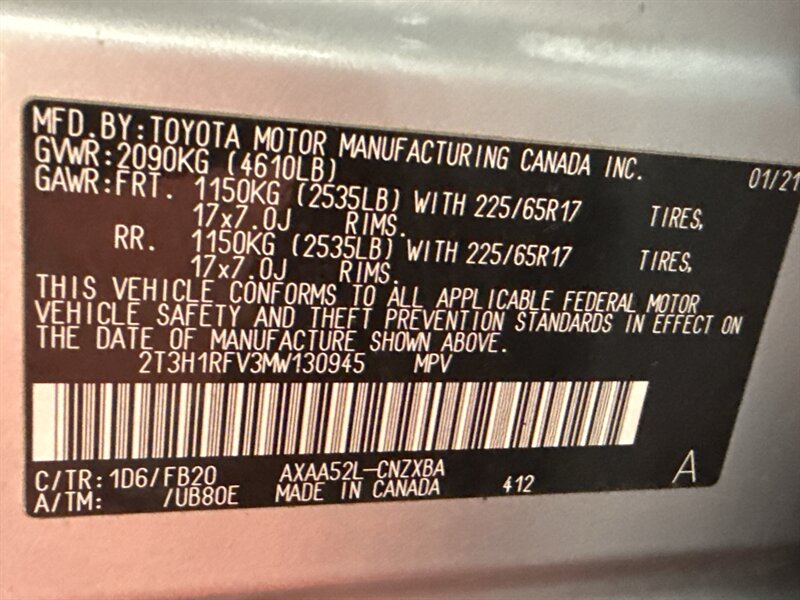 MFD.BY:TOYOTA MOTOR MANUFACTURING CANADA INC. 01/21
GVWR:2090KG (4610LB)
GAWR:FRT. 1150KG (2535LB) WITH 225/65R17 TIRES,
17x7.0J RIMS.
RR. 1150KG (2535LB) WITH 225/65R17 TIRES,
17x7.0J RIMS.
THIS VEHICLE CONFORMS TO ALL APPLICABLE FEDERAL MOTOR
VEHICLE SAFETY AND THEFT PREVENTION STANDARDS IN EFFECT ON
THE DATE OF MANUFACTURE SHOWN ABOVE.
2T3H1RFV3MW130945 MPV
C/TR: 1D6/FB20 AXAA52L-CNZXBA A
A/TM: /UB80E MADE IN CANADA 412